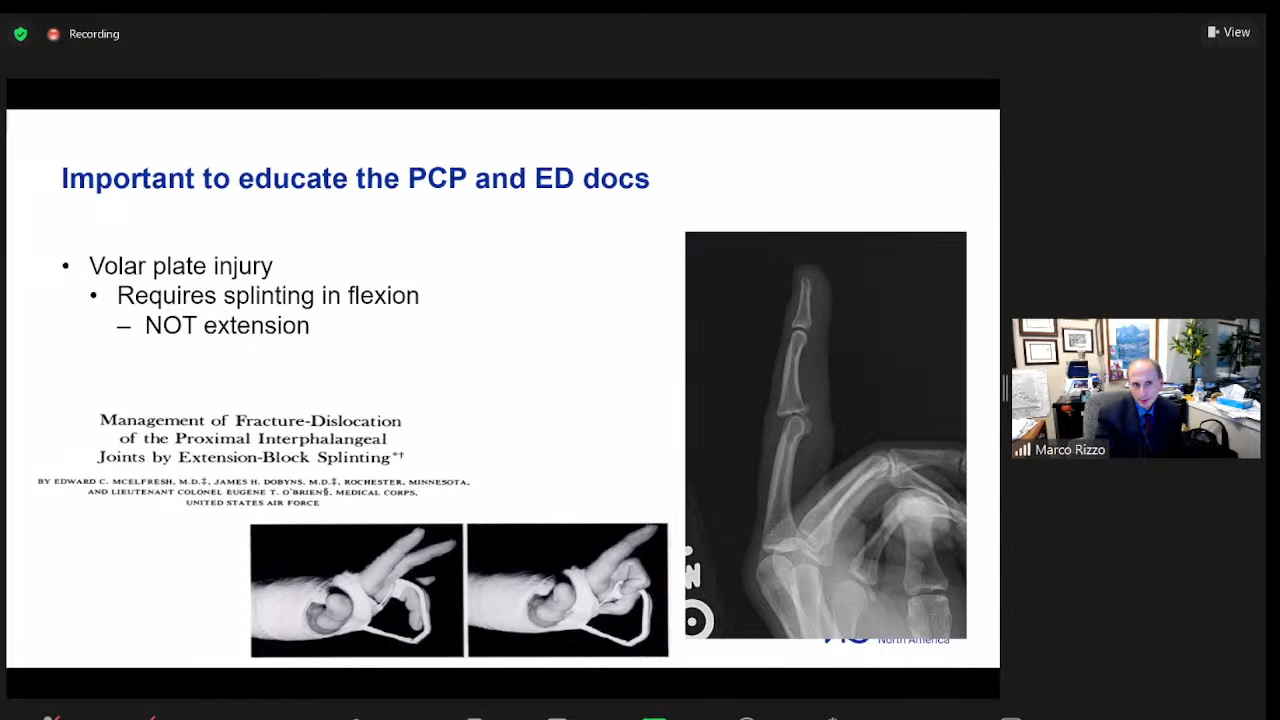 Recording
View
Important to educate the PCP and ED docs
• Volar plate injury
• Requires splinting in flexion
– NOT extension
Management of Fracture-Dislocation
of the Proximal Interphalangeal
Joints by Extension-Block Splinting*†
BY EDWARD C. MCELFRESH, M.D.‡, JAMES H. DOBYNS, M.D.‡, ROCHESTER, MINNESOTA,
AND LIEUTENANT COLONEL EUGENE T. O'BRIEN§, MEDICAL CORPS,
UNITED STATES AIR FORCE
North America
Marco Rizzo